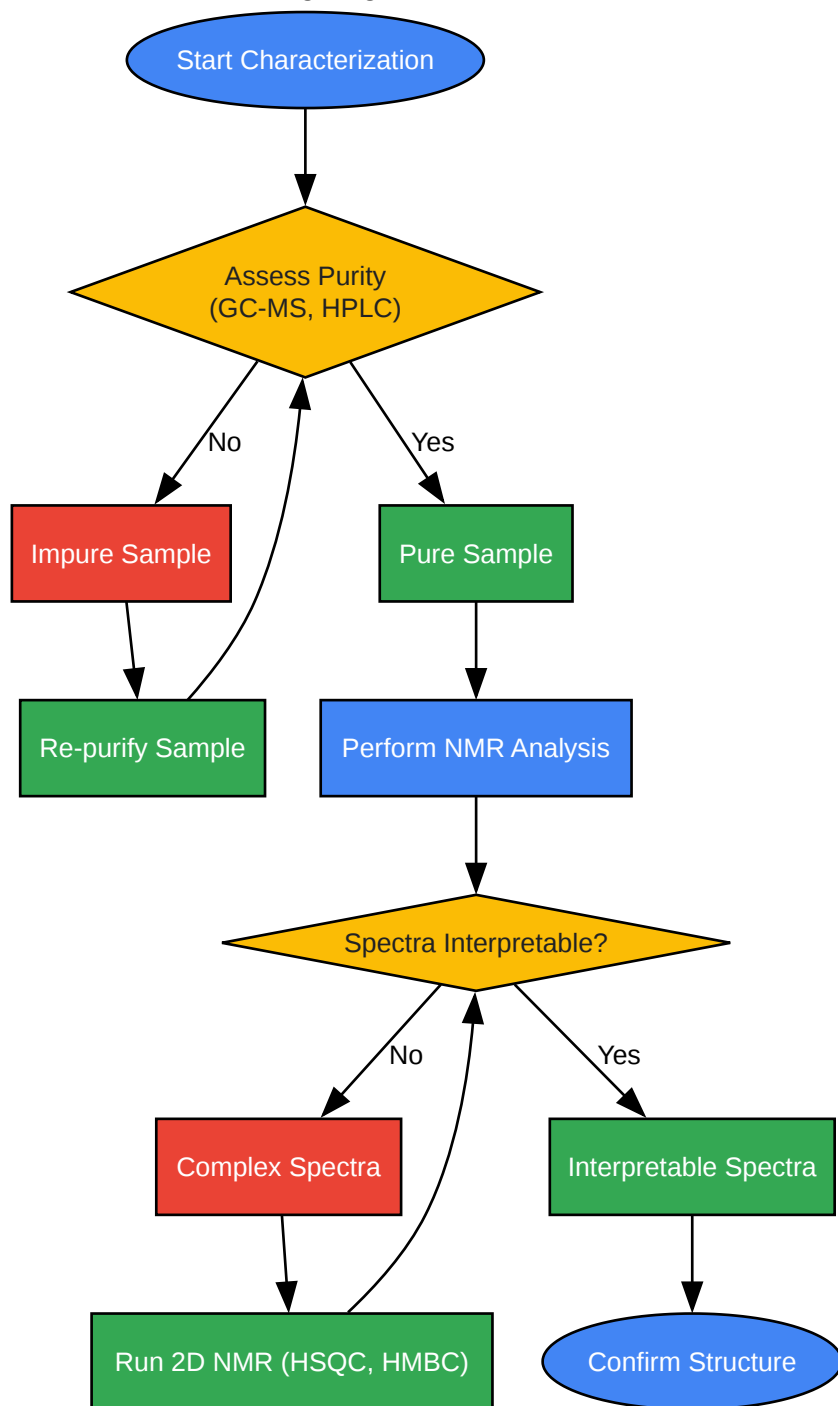 Start Characterization
Assess Purity
(GC-MS, HPLC)
No
Yes
Impure Sample
Pure Sample
Re-purify Sample
Perform NMR Analysis
Spectra Interpretable?
No
Yes
Complex Spectra
Interpretable Spectra
Run 2D NMR (HSQC, HMBC)
Confirm Structure